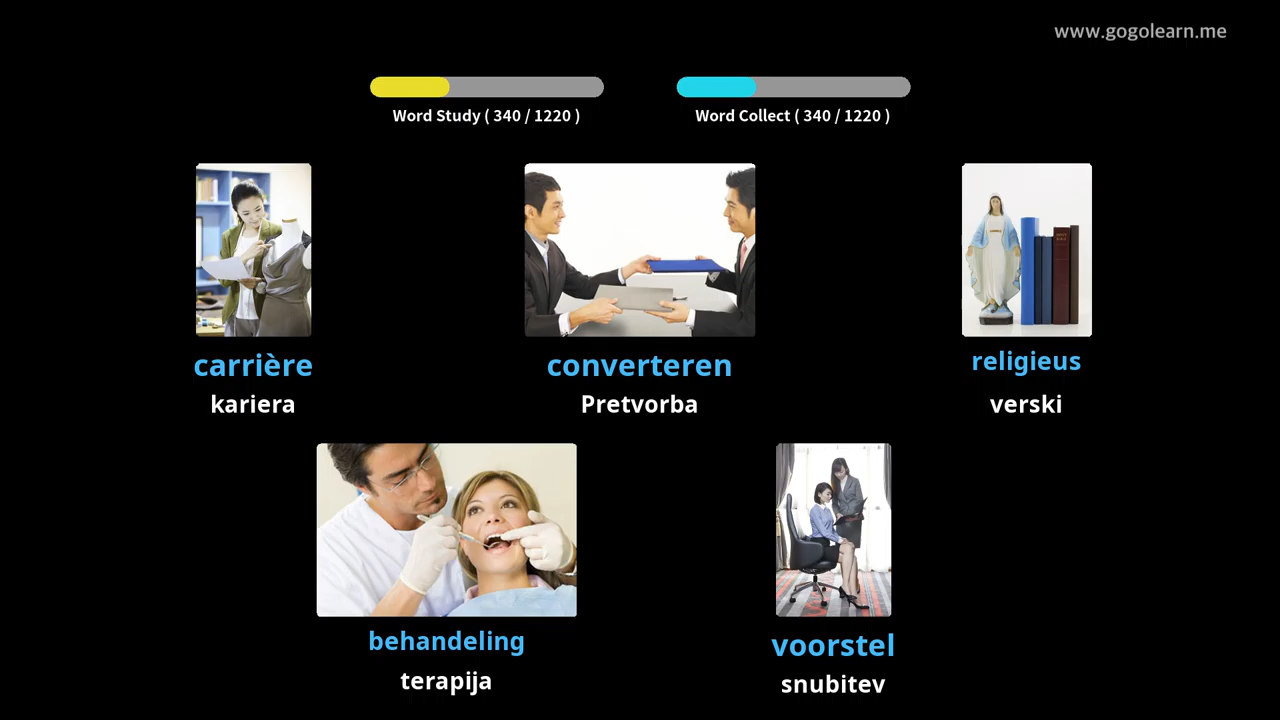 www.gogolearn.me
Word Study ( 340 / 1220 )
Word Collect ( 340 / 1220 )
carrière
kariera
converteren
Pretvorba
religieus
verski
behandeling
terapija
voorstel
snubitev